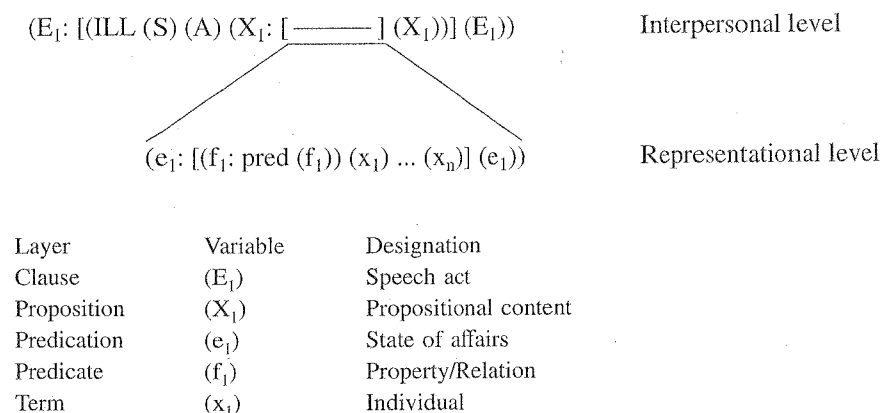 (E₁: [(ILL (S) (A) (X₁: [ ——— ] (X₁))] (E₁)) Interpersonal level
(e₁: [(f₁: pred (f₁)) (x₁) ... (xₙ)] (e₁)) Representational level
Layer Variable Designation
Clause (E₁) Speech act
Proposition (X₁) Propositional content
Predication (e₁) State of affairs
Predicate (f₁) Property/Relation
Term (x₁) Individual